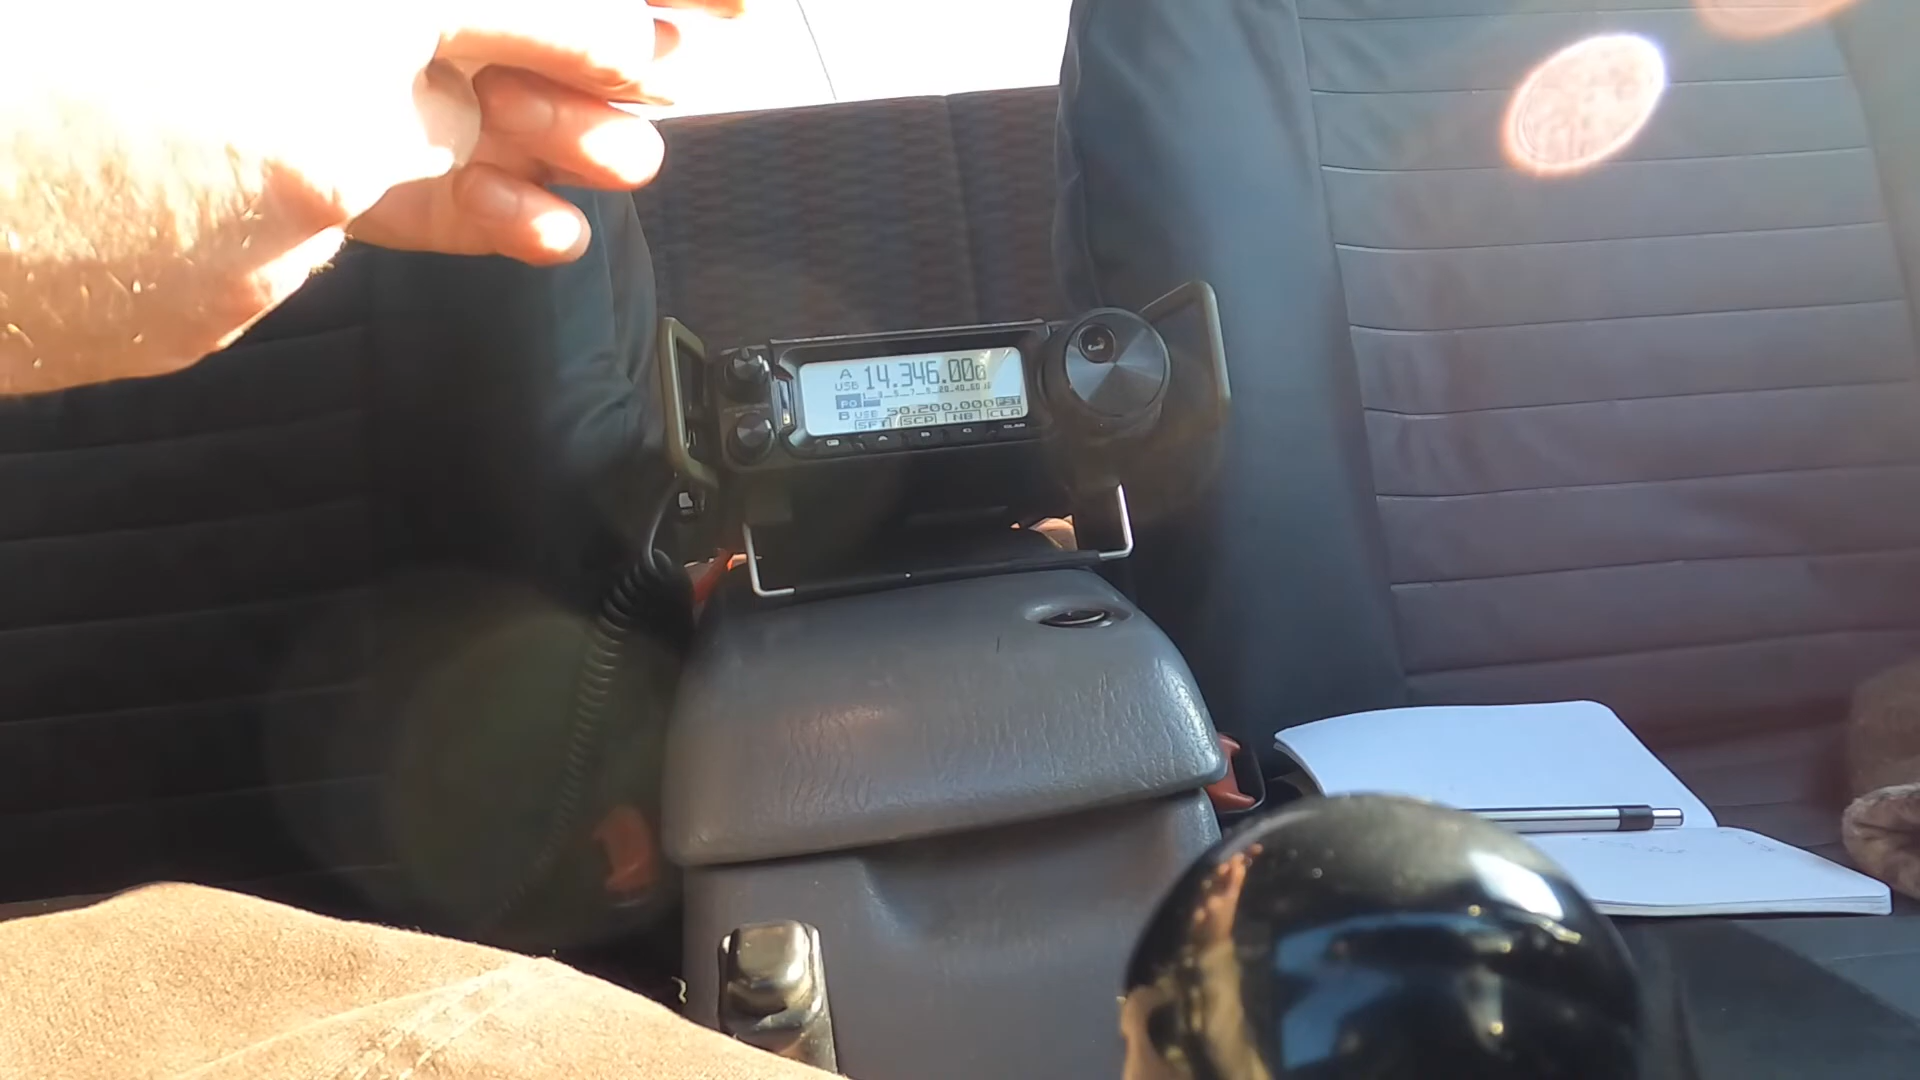 A
USB 14.346.000
PO
B USB 50.200.000 FST
SFT SCP NB CLA
A B C